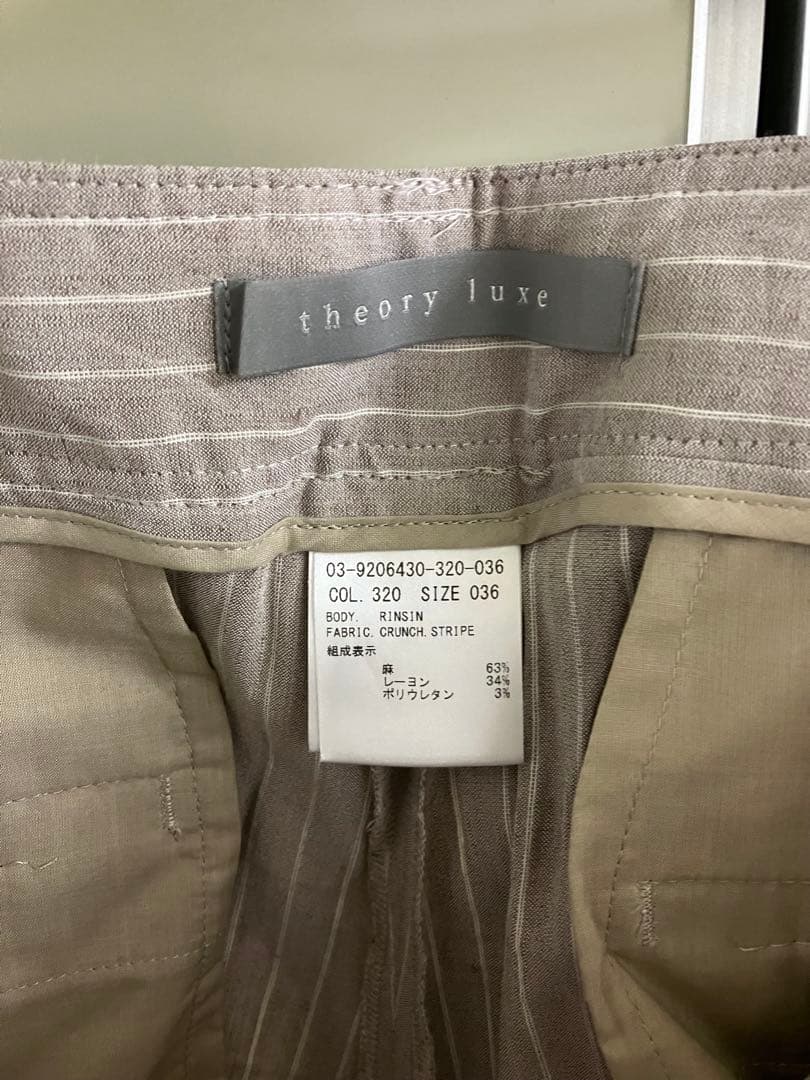 theory luxe
03-9206430-320-036
COL. 320 SIZE 036
BODY. RINSIN
FABRIC. CRUNCH. STRIPE
組成表示
麻 63%
レーヨン 34%
ポリウレタン 3%